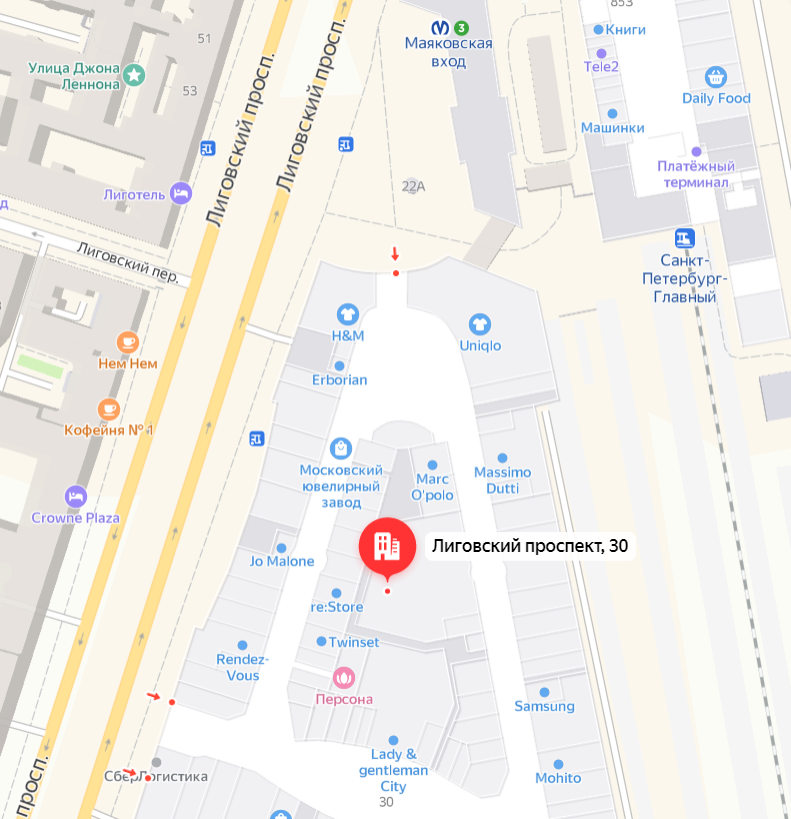 853
Книги
3
Маяковская
вход
51
Tele2
Улица Джона
Леннона
53
Daily Food
Лиговский просп.
Лиговский просп.
Машинки
Платёжный
терминал
Лиготель
22А
д
Лиговский пер.
Санкт-
Петербург-
Главный
H&M
Uniqlo
Нем Нем
Erborian
Кофейня № 1
Московский
ювелирный
завод
Marc
O'polo
Massimo
Dutti
Crowne Plaza
Лиговский проспект, 30
Jo Malone
re:Store
Twinset
Rendez-
Vous
Персона
Samsung
просп.
СберЛогистика
Lady &
gentleman
City
Mohito
30